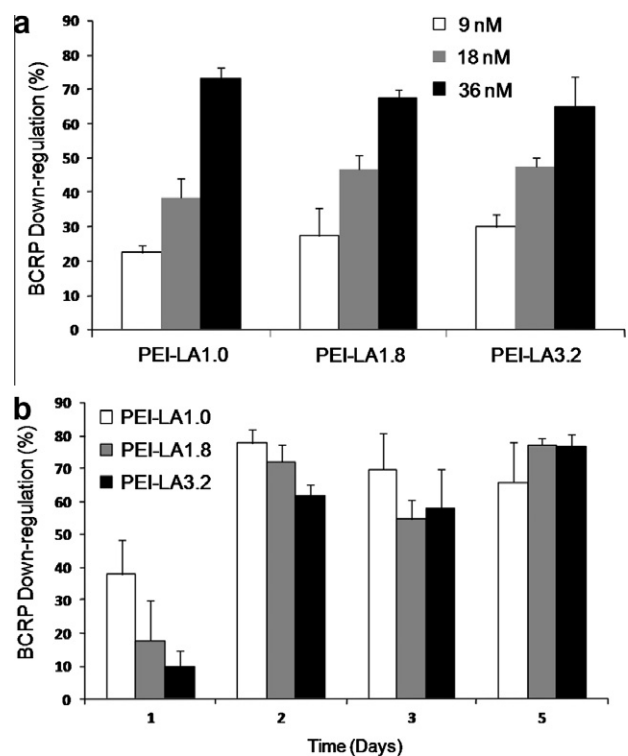 a
9 nM
18 nM
36 nM
BCRP Down-regulation (%)
90
80
70
60
50
40
30
20
10
0
PEI-LA1.0 PEI-LA1.8 PEI-LA3.2
b
PEI-LA1.0
PEI-LA1.8
PEI-LA3.2
BCRP Down-regulation (%)
90
80
70
60
50
40
30
20
10
0
1 2 3 5
Time (Days)